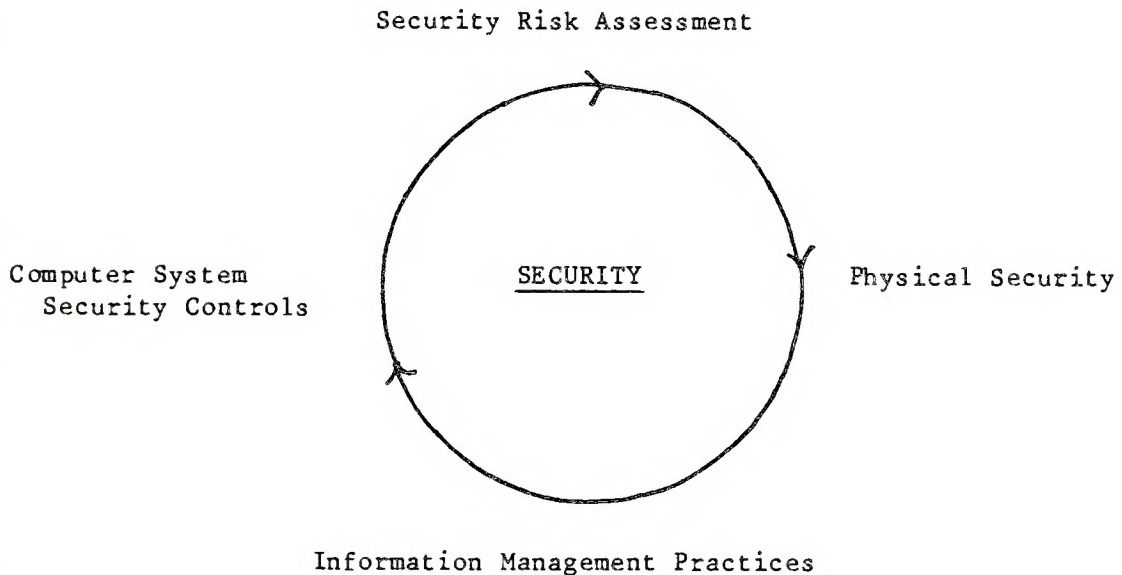 Security Risk Assessment
Computer System
Security Controls
SECURITY
Physical Security
Information Management Practices